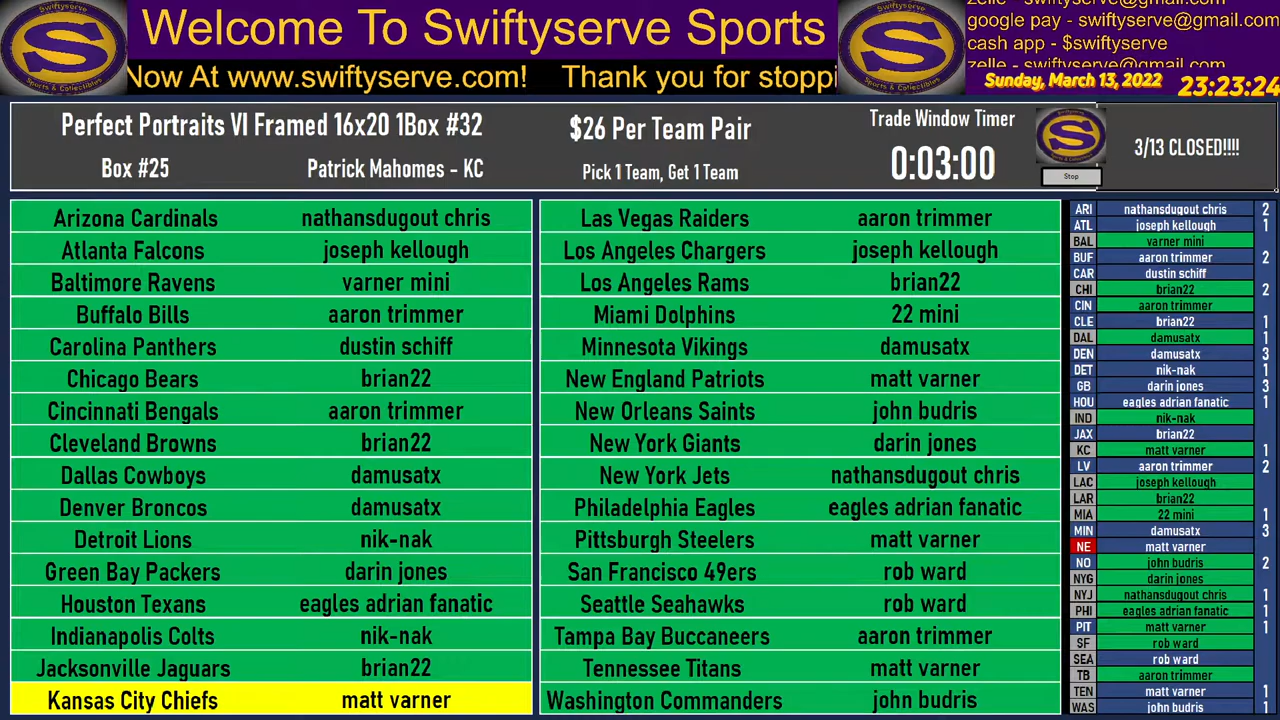 Welcome To Swiftyserve Sports
Now At www.swiftyserve.com! Thank you for stoppi
zelle - swiftyserve@gmail.com
google pay - swiftyserve@gmail.com
cash app - $swiftyserve
zelle - swiftyserve@gmail.com
Sunday, March 13, 2022 23:23:24
Perfect Portraits VI Framed 16x20 1Box #32
Box #25 Patrick Mahomes - KC
$26 Per Team Pair
Pick 1 Team, Get 1 Team
Trade Window Timer
0:03:00
Stop
3/13 CLOSED!!!!
Arizona Cardinals nathansdugout chris
Atlanta Falcons joseph kellough
Baltimore Ravens varner mini
Buffalo Bills aaron trimmer
Carolina Panthers dustin schiff
Chicago Bears brian22
Cincinnati Bengals aaron trimmer
Cleveland Browns brian22
Dallas Cowboys damusatx
Denver Broncos damusatx
Detroit Lions nik-nak
Green Bay Packers darin jones
Houston Texans eagles adrian fanatic
Indianapolis Colts nik-nak
Jacksonville Jaguars brian22
Kansas City Chiefs matt varner
Las Vegas Raiders aaron trimmer
Los Angeles Chargers joseph kellough
Los Angeles Rams brian22
Miami Dolphins 22 mini
Minnesota Vikings damusatx
New England Patriots matt varner
New Orleans Saints john budris
New York Giants darin jones
New York Jets nathansdugout chris
Philadelphia Eagles eagles adrian fanatic
Pittsburgh Steelers matt varner
San Francisco 49ers rob ward
Seattle Seahawks rob ward
Tampa Bay Buccaneers aaron trimmer
Tennessee Titans matt varner
Washington Commanders john budris
ARI nathansdugout chris 2
ATL joseph kellough 1
BAL varner mini
BUF aaron trimmer 2
CAR dustin schiff
CHI brian22 2
CIN aaron trimmer
CLE brian22 1
DAL damusatx 1
DEN damusatx 3
DET nik-nak 1
GB darin jones 3
HOU eagles adrian fanatic 1
IND nik-nak
JAX brian22
KC matt varner 1
LV aaron trimmer 2
LAC joseph kellough
LAR brian22
MIA 22 mini 1
MIN damusatx 3
NE matt varner
NO john budris 2
NYG darin jones
NYJ nathansdugout chris 1
PHI eagles adrian fanatic 1
PIT matt varner 1
SF rob ward
SEA rob ward
TB aaron trimmer
TEN matt varner 1
WAS john budris 1